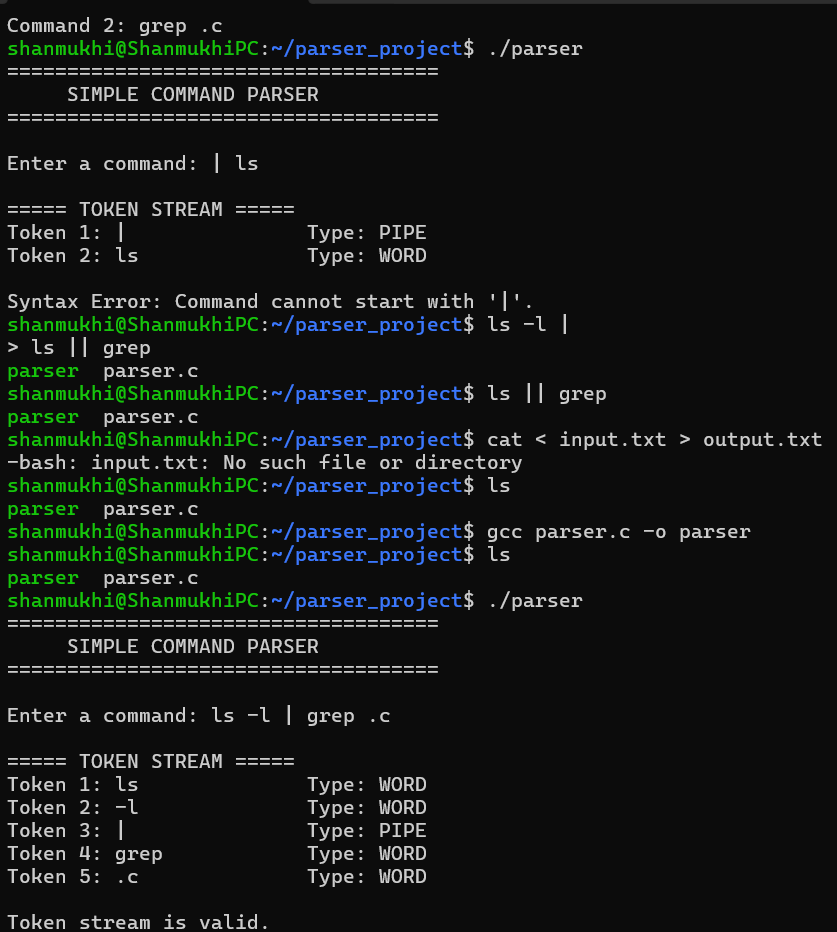 Command 2: grep .c
shanmukhi@ShanmukhiPC:~/parser_project$ ./parser
====================================
     SIMPLE COMMAND PARSER
====================================

Enter a command: | ls

===== TOKEN STREAM =====
Token 1: |               Type: PIPE
Token 2: ls              Type: WORD

Syntax Error: Command cannot start with '|'.
shanmukhi@ShanmukhiPC:~/parser_project$ ls -l |
> ls || grep
parser  parser.c
shanmukhi@ShanmukhiPC:~/parser_project$ ls || grep
parser  parser.c
shanmukhi@ShanmukhiPC:~/parser_project$ cat < input.txt > output.txt
-bash: input.txt: No such file or directory
shanmukhi@ShanmukhiPC:~/parser_project$ ls
parser  parser.c
shanmukhi@ShanmukhiPC:~/parser_project$ gcc parser.c -o parser
shanmukhi@ShanmukhiPC:~/parser_project$ ls
parser  parser.c
shanmukhi@ShanmukhiPC:~/parser_project$ ./parser
====================================
     SIMPLE COMMAND PARSER
====================================

Enter a command: ls -l | grep .c

===== TOKEN STREAM =====
Token 1: ls              Type: WORD
Token 2: -l              Type: WORD
Token 3: |               Type: PIPE
Token 4: grep            Type: WORD
Token 5: .c              Type: WORD

Token stream is valid.